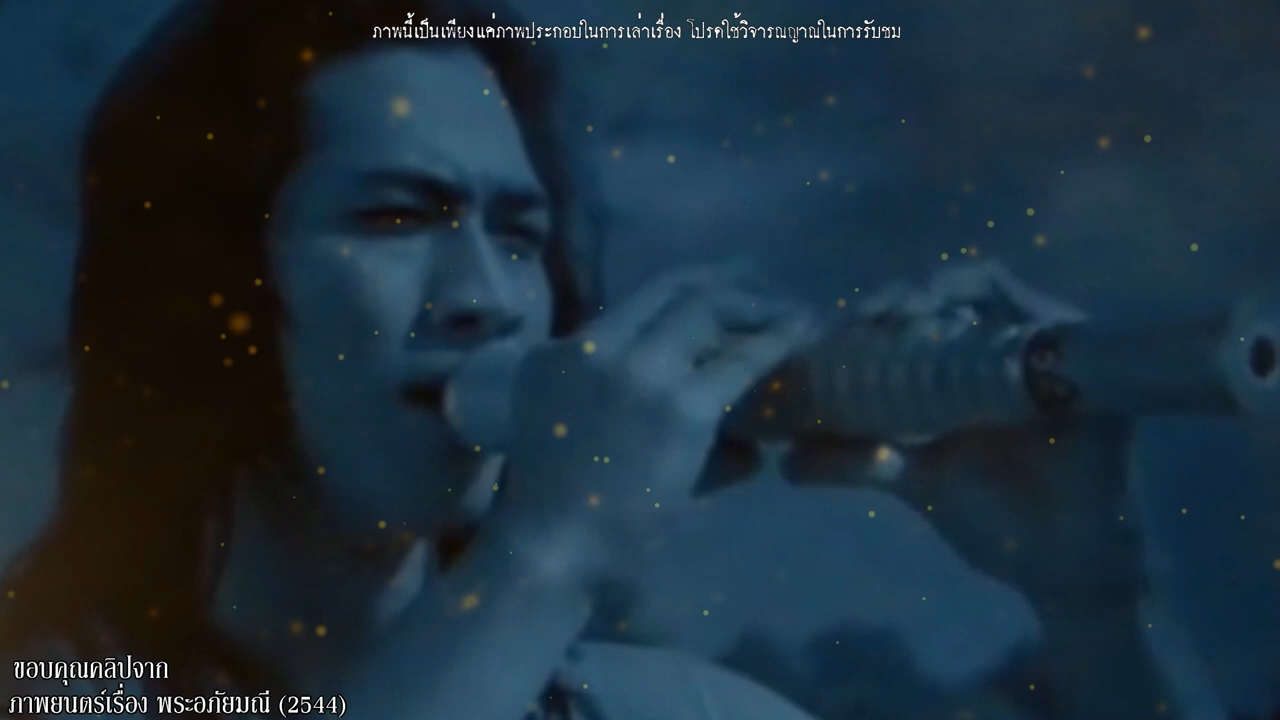 ภาพนี้เป็นเพียงแค่ภาพประกอบในการเล่าเรื่อง โปรดใช้วิจารณญาณในการรับชม
ขอบคุณคลิปจาก
ภาพยนตร์เรื่อง พระอภัยมณี (2544)